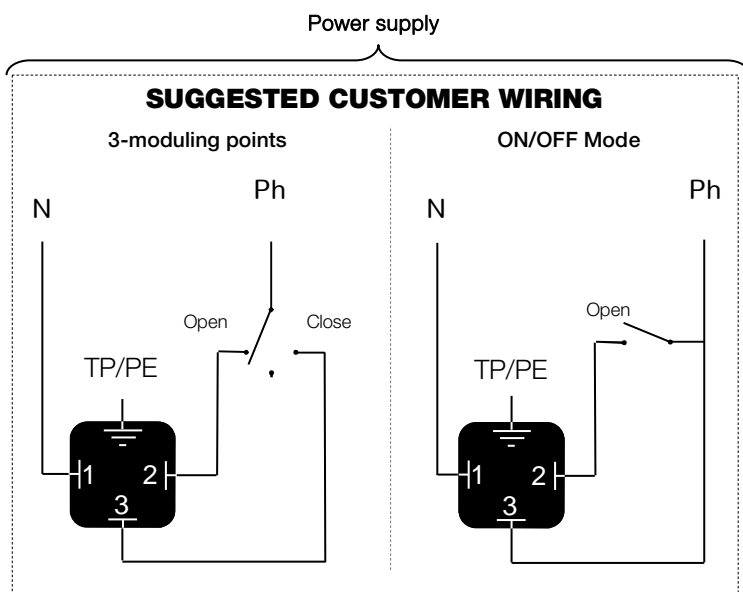 Power supply
SUGGESTED CUSTOMER WIRING
3-moduling points
N
Ph
Open
Close
TP/PE
1
2
3
ON/OFF Mode
N
Ph
Open
TP/PE
1
2
3